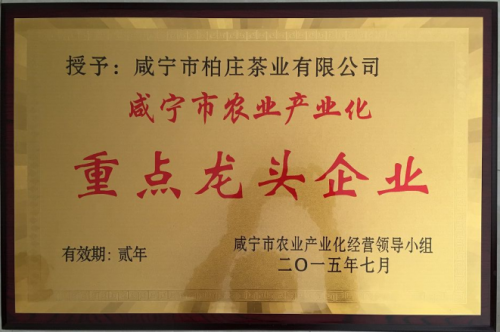 授予：咸宁市柏庄茶业有限公司
咸宁市农业产业化
重点龙头企业
有效期：贰年
咸宁市农业产业化经营领导小组
二〇一五年七月